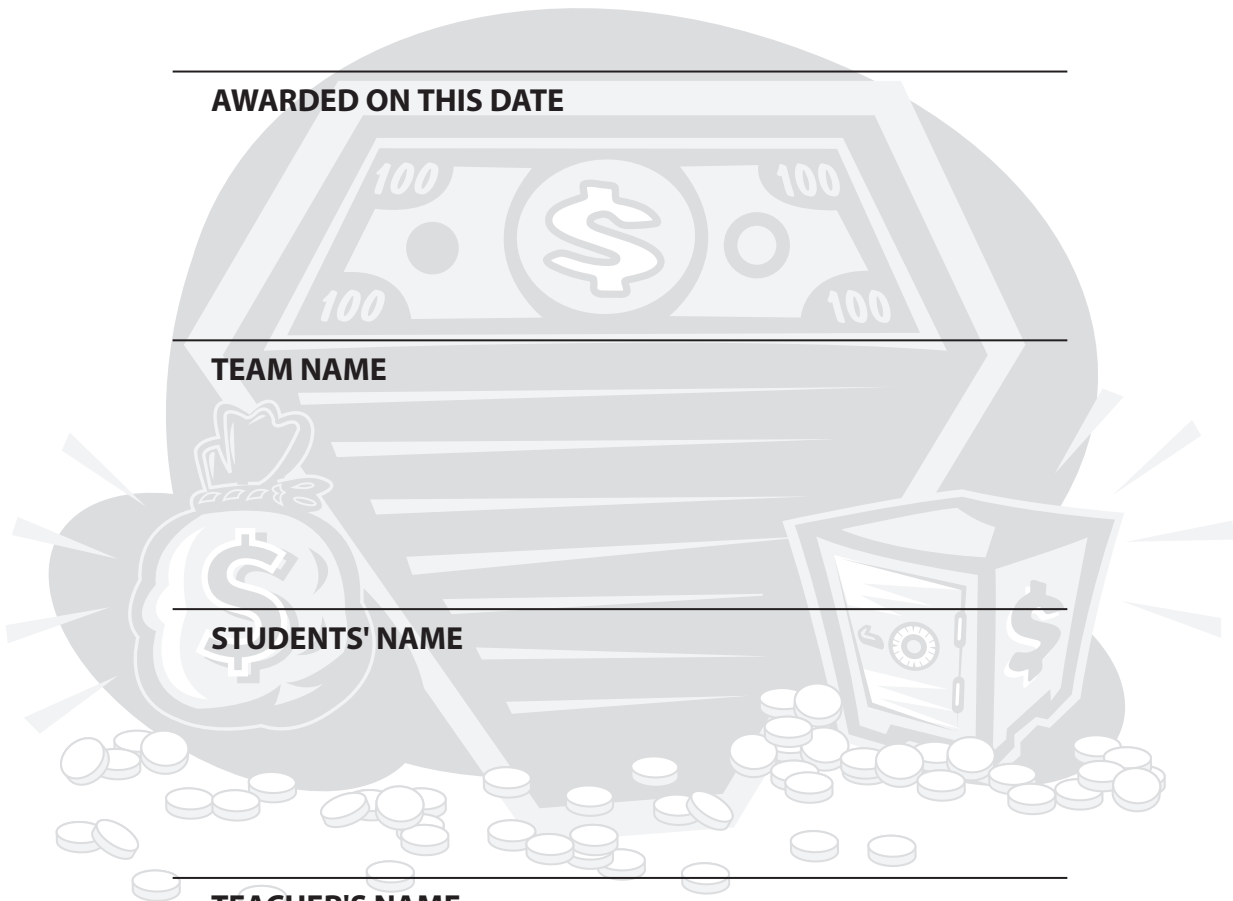 AWARDED ON THIS DATE
100 $ 100
100 100
TEAM NAME
$
$
STUDENTS' NAME
TEACHER'S NAME